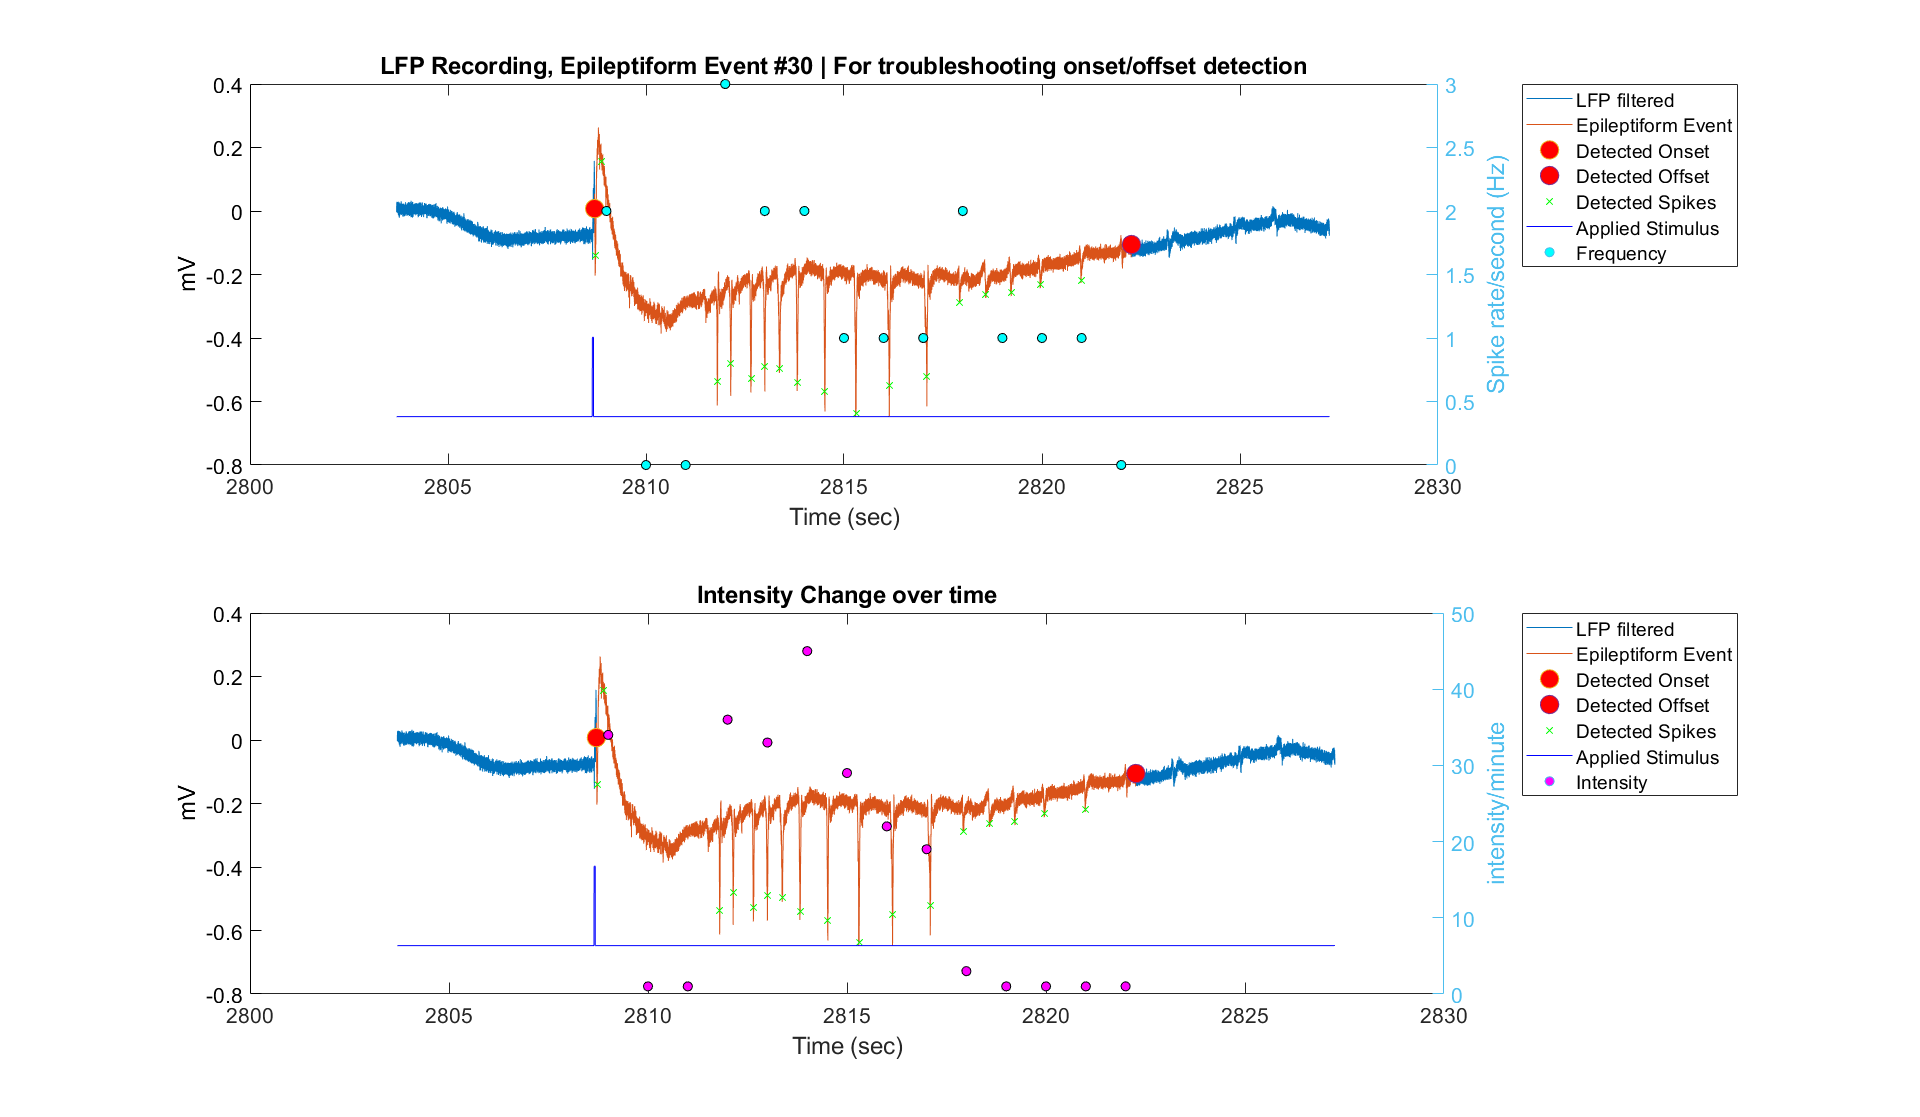 LFP Recording, Epileptiform Event #30 | For troubleshooting onset/offset detection
0.4
0.2
0
-0.2
-0.4
-0.6
-0.8
mV
2800
2805
2810
2815
2820
2825
2830
Time (sec)
3
2.5
2
1.5
1
0.5
0
Spike rate/second (Hz)
LFP filtered
Epileptiform Event
Detected Onset
Detected Offset
Detected Spikes
Applied Stimulus
Frequency
Intensity Change over time
0.4
0.2
0
-0.2
-0.4
-0.6
-0.8
mV
2800
2805
2810
2815
2820
2825
2830
Time (sec)
50
40
30
20
10
0
intensity/minute
LFP filtered
Epileptiform Event
Detected Onset
Detected Offset
Detected Spikes
Applied Stimulus
Intensity